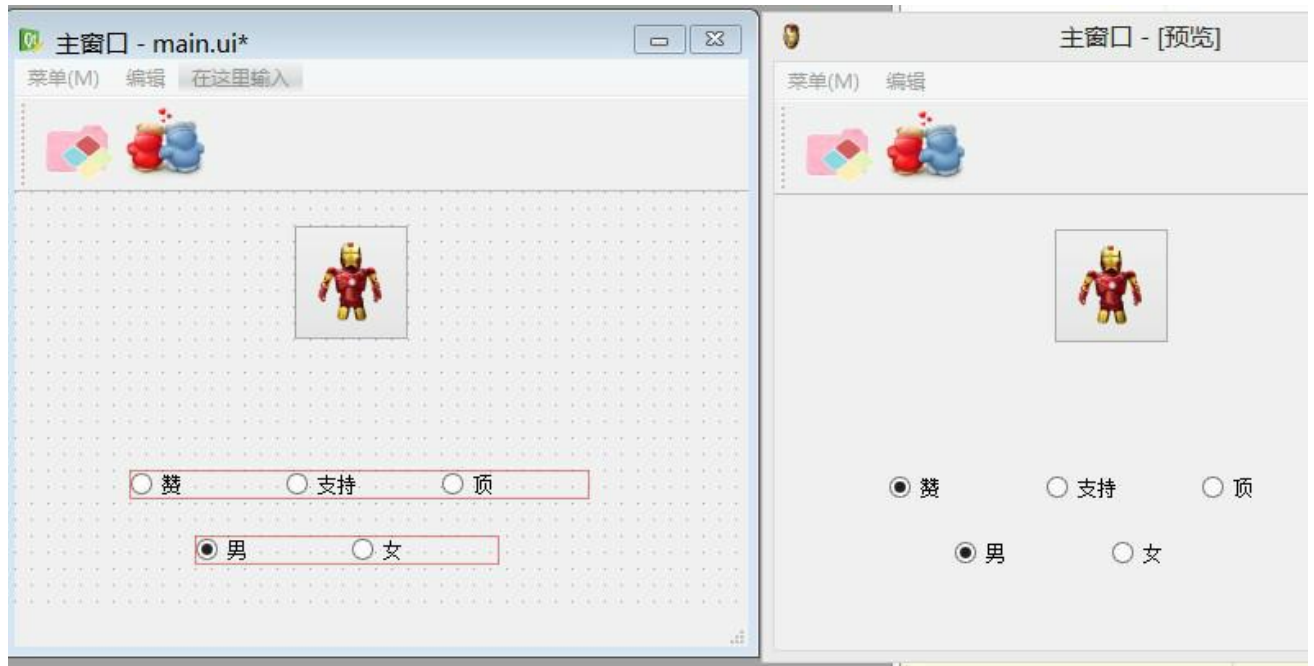 主窗口 - main.ui*
菜单(M) 编辑 在这里输入
赞 支持 顶
男 女
主窗口 - [预览]
菜单(M) 编辑
赞 支持 顶
男 女